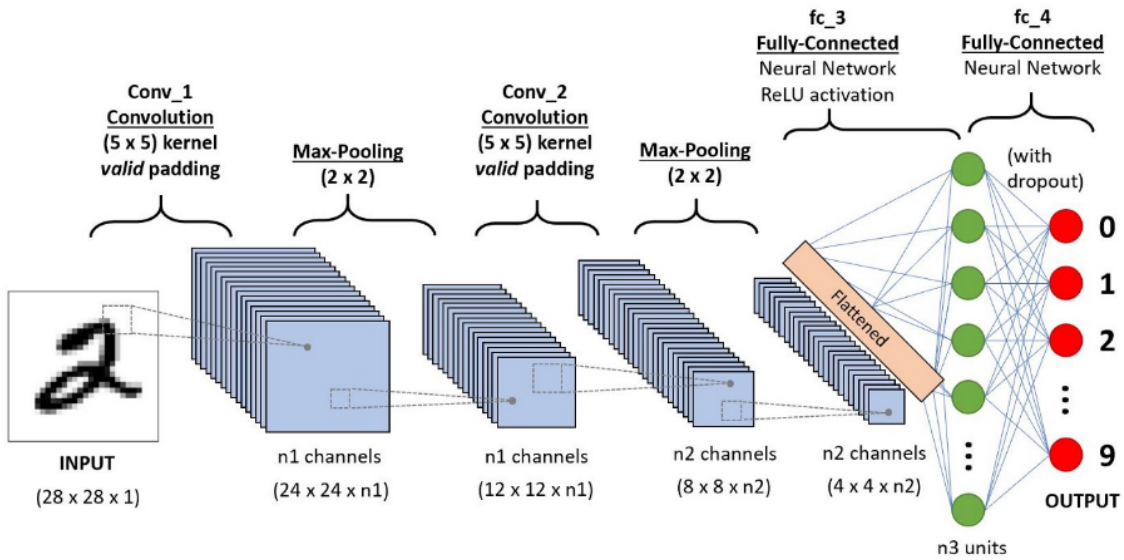 Conv_1
Convolution
(5 x 5) kernel
valid padding
Max-Pooling
(2 x 2)
Conv_2
Convolution
(5 x 5) kernel
valid padding
Max-Pooling
(2 x 2)
fc_3
Fully-Connected
Neural Network
ReLU activation
fc_4
Fully-Connected
Neural Network
(with
dropout)
2
INPUT
(28 x 28 x 1)
n1 channels
(24 x 24 x n1)
n1 channels
(12 x 12 x n1)
n2 channels
(8 x 8 x n2)
n2 channels
(4 x 4 x n2)
Flattened
n3 units
0
1
2
9
OUTPUT